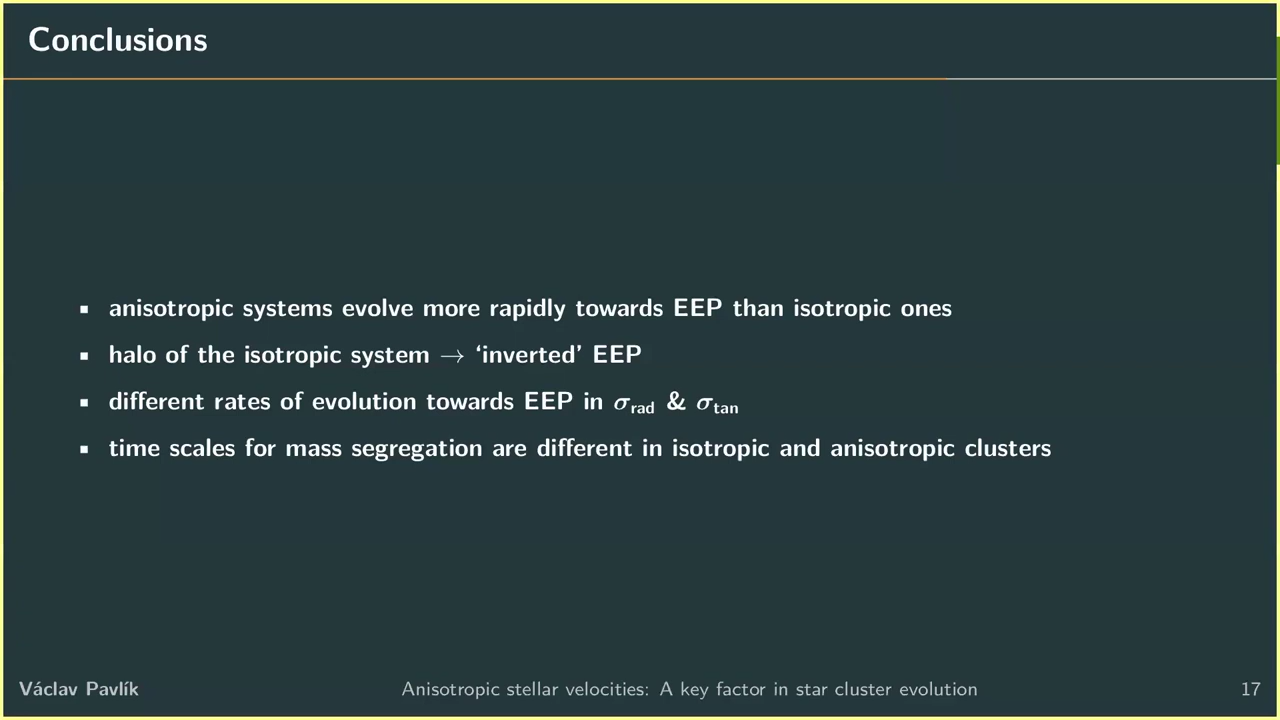 Conclusions
▪ anisotropic systems evolve more rapidly towards EEP than isotropic ones
▪ halo of the isotropic system → ‘inverted’ EEP
▪ different rates of evolution towards EEP in σrad & σtan
▪ time scales for mass segregation are different in isotropic and anisotropic clusters
Václav Pavlík Anisotropic stellar velocities: A key factor in star cluster evolution 17